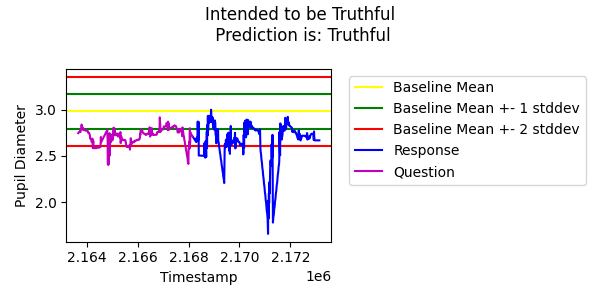 Intended to be Truthful
Prediction is: Truthful
Pupil Diameter
3.0
2.5
2.0
2.164 2.166 2.168 2.170 2.172
1e6
Timestamp
Baseline Mean
Baseline Mean +- 1 stddev
Baseline Mean +- 2 stddev
Response
Question